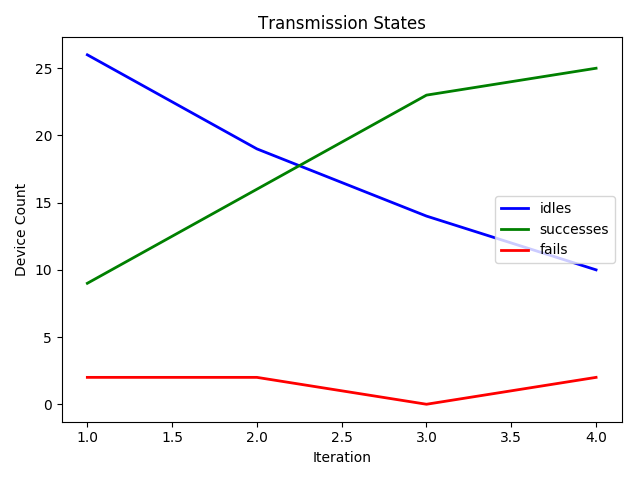 Transmission States
Device Count
25
20
15
10
5
0
idles
successes
fails
1.0 1.5 2.0 2.5 3.0 3.5 4.0
Iteration